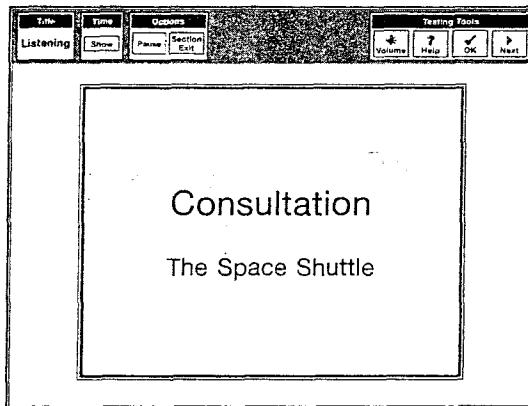 Title Time Options Testing Tools
Listening Show Pause Section Exit Volume Help OK Next
Consultation
The Space Shuttle